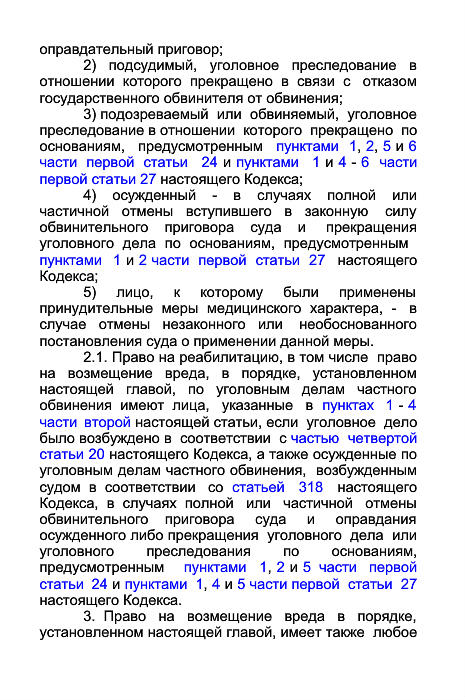 оправдательный приговор;
2) подсудимый, уголовное преследование в
отношении которого прекращено в связи с отказом
государственного обвинителя от обвинения;
3) подозреваемый или обвиняемый, уголовное
преследование в отношении которого прекращено по
основаниям, предусмотренным пунктами 1, 2, 5 и 6
части первой статьи 24 и пунктами 1 и 4 - 6 части
первой статьи 27 настоящего Кодекса;
4) осужденный - в случаях полной или
частичной отмены вступившего в законную силу
обвинительного приговора суда и прекращения
уголовного дела по основаниям, предусмотренным
пунктами 1 и 2 части первой статьи 27 настоящего
Кодекса;
5) лицо, к которому были применены
принудительные меры медицинского характера, - в
случае отмены незаконного или необоснованного
постановления суда о применении данной меры.
2.1. Право на реабилитацию, в том числе право
на возмещение вреда, в порядке, установленном
настоящей главой, по уголовным делам частного
обвинения имеют лица, указанные в пунктах 1 - 4
части второй настоящей статьи, если уголовное дело
было возбуждено в соответствии с частью четвертой
статьи 20 настоящего Кодекса, а также осужденные по
уголовным делам частного обвинения, возбужденным
судом в соответствии со статьей 318 настоящего
Кодекса, в случаях полной или частичной отмены
обвинительного приговора суда и оправдания
осужденного либо прекращения уголовного дела или
уголовного преследования по основаниям,
предусмотренным пунктами 1, 2 и 5 части первой
статьи 24 и пунктами 1, 4 и 5 части первой статьи 27
настоящего Кодекса.
3. Право на возмещение вреда в порядке,
установленном настоящей главой, имеет также любое